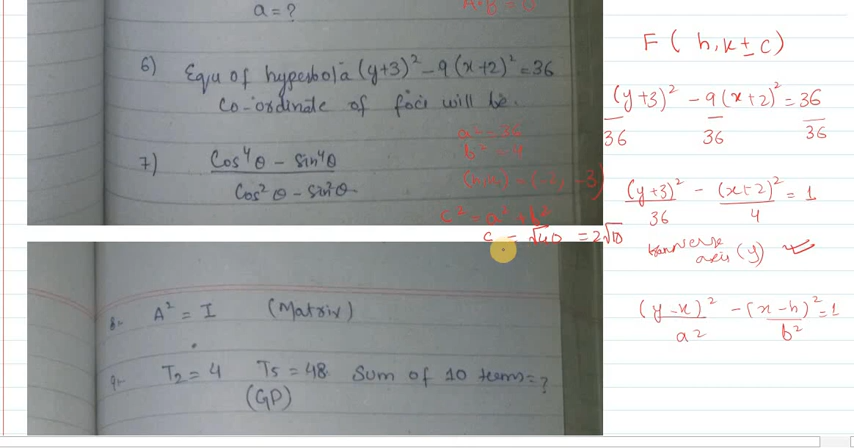 a = ?
6) Equ of hyperbola (y+3)² - 9(x+2)² = 36
Co-ordinate of foci will be.
a² = 36
b² = 4
(h,k) = (-2, -3)
7) Cos⁴θ - sin⁴θ / Cos²θ - sin²θ
c² = a² + b²
c = √40 = 2√10
8- A² = I (Matrix)
9- T₂ = 4 T₅ = 48 Sum of 10 terms = ?
(GP)
F ( h, k ± c )
(y+3)² / 36 - 9(x+2)² / 36 = 36 / 36
(y+3)² / 36 - (x+2)² / 4 = 1
axis (y)
(y-k)² / a² - (x-h)² / b² = 1